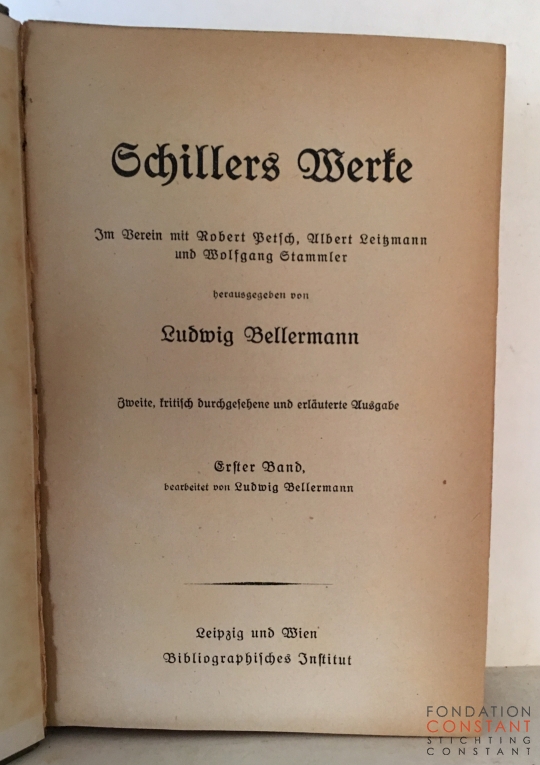 Schillers Werke
Im Verein mit Robert Petsch, Albert Leitzmann
und Wolfgang Stammler
herausgegeben von
Ludwig Bellermann
Zweite, kritisch durchgesehene und erläuterte Ausgabe
Erster Band,
bearbeitet von Ludwig Bellermann
Leipzig und Wien
Bibliographisches Institut
FONDATION
CONSTANT
STICHTING
CONSTANT